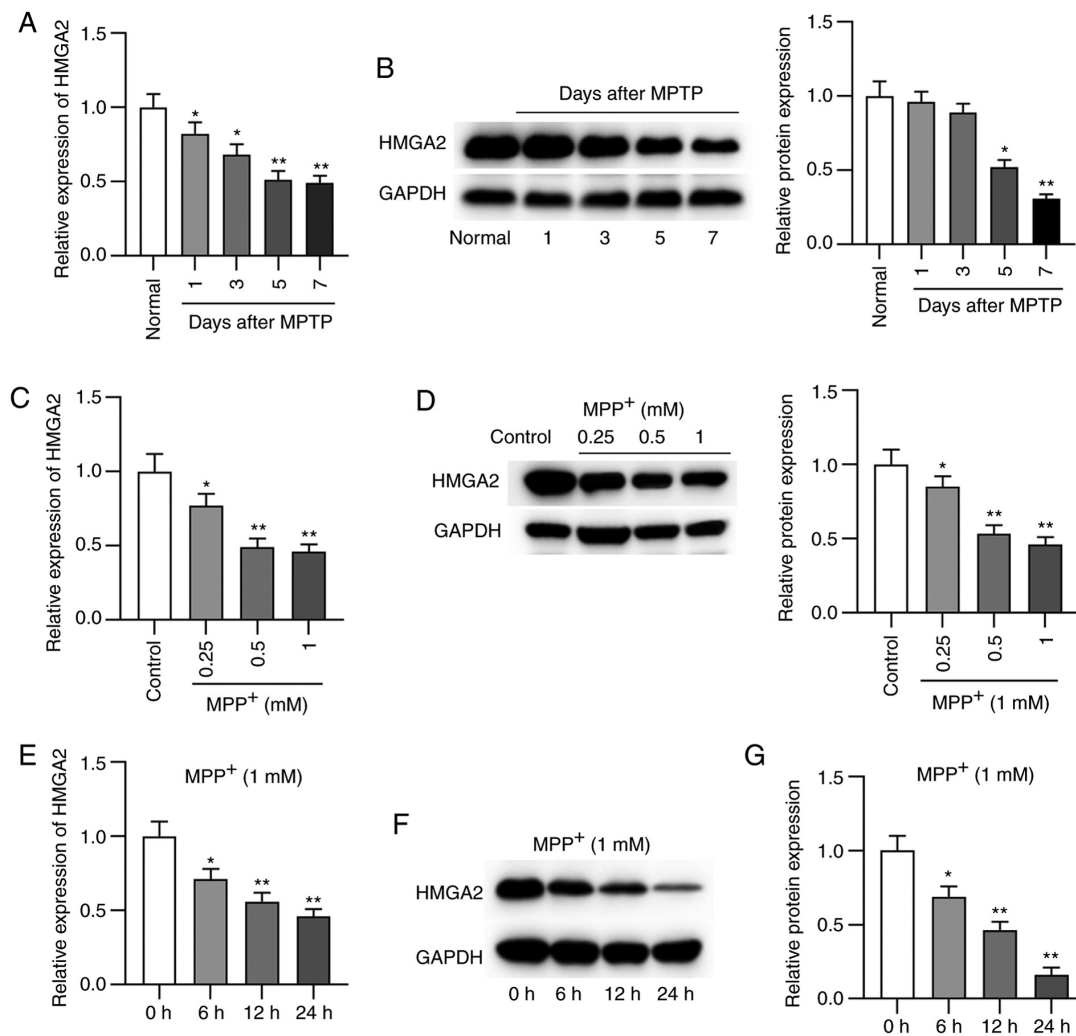 A
Relative expression of HMGA2
1.5
1.0
0.5
0.0
*
*
**
**
Normal
1
3
5
7
Days after MPTP
B
Days after MPTP
HMGA2
GAPDH
Normal 1 3 5 7
Relative protein expression
1.5
1.0
0.5
0.0
*
**
Normal
1
3
5
7
Days after MPTP
C
Relative expression of HMGA2
1.5
1.0
0.5
0.0
*
**
**
Control
0.25
0.5
1
MPP+ (mM)
D
MPP+ (mM)
Control 0.25 0.5 1
HMGA2
GAPDH
Relative protein expression
1.5
1.0
0.5
0.0
*
**
**
Control
0.25
0.5
1
MPP+ (1 mM)
E
MPP+ (1 mM)
Relative expression of HMGA2
1.5
1.0
0.5
0.0
*
**
**
0 h 6 h 12 h 24 h
F
MPP+ (1 mM)
HMGA2
GAPDH
0 h 6 h 12 h 24 h
G
MPP+ (1 mM)
Relative protein expression
1.5
1.0
0.5
0.0
*
**
**
0 h 6 h 12 h 24 h